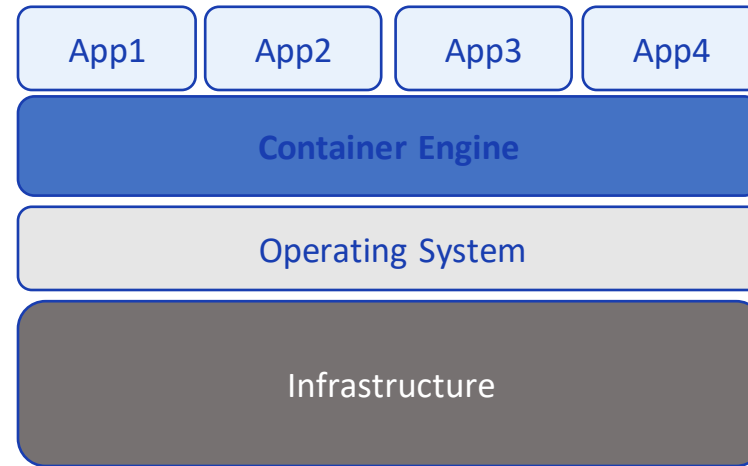 App1 App2 App3 App4
Container Engine
Operating System
Infrastructure